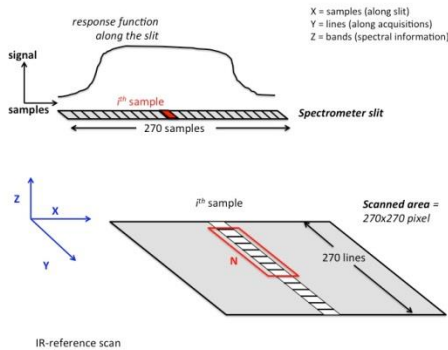 response function
along the slit
X = samples (along slit)
Y = lines (along acquisitions)
Z = bands (spectral information)
signal
samples
ith sample
Spectrometer slit
270 samples
Z
X
Y
ith sample
Scanned area =
270x270 pixel
270 lines
N
IR-reference scan